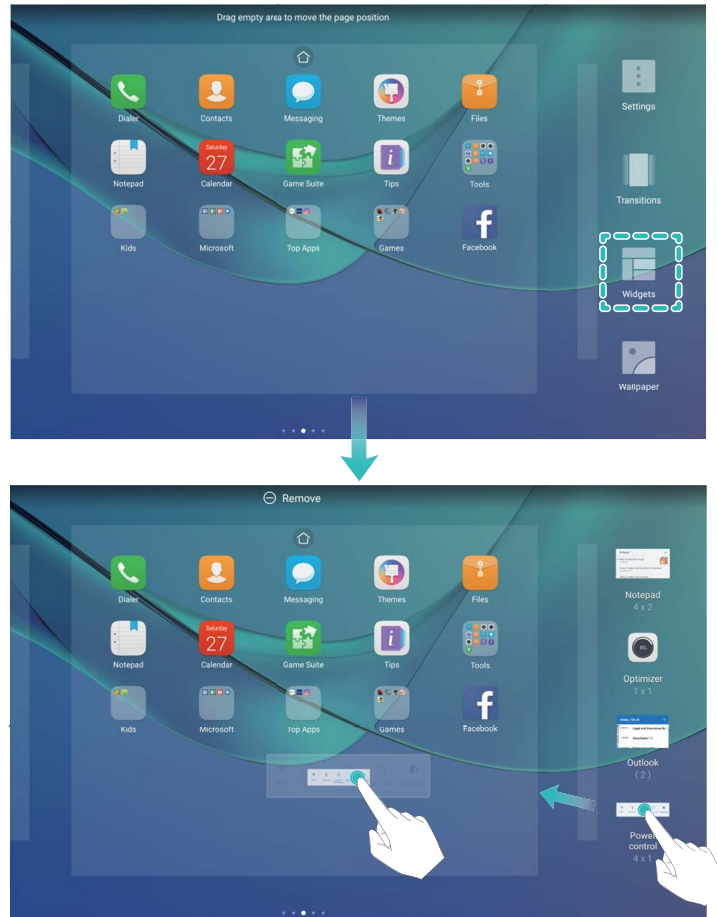 Drag empty area to move the page position
Settings
Dialer
Contacts
Messaging
Themes
Files
Saturday
27
Notepad
Calendar
Game Suite
Tips
Tools
Transitions
Kids
Microsoft
Top Apps
Games
Facebook
Widgets
Wallpaper
Remove
Dialer
Contacts
Messaging
Themes
Files
Notepad
4 x 2
Saturday
27
Notepad
Calendar
Game Suite
Tips
Tools
Optimizer
1 x 1
Kids
Microsoft
Top Apps
Games
Facebook
Outlook
( 2 )
Power
control
4 x 1